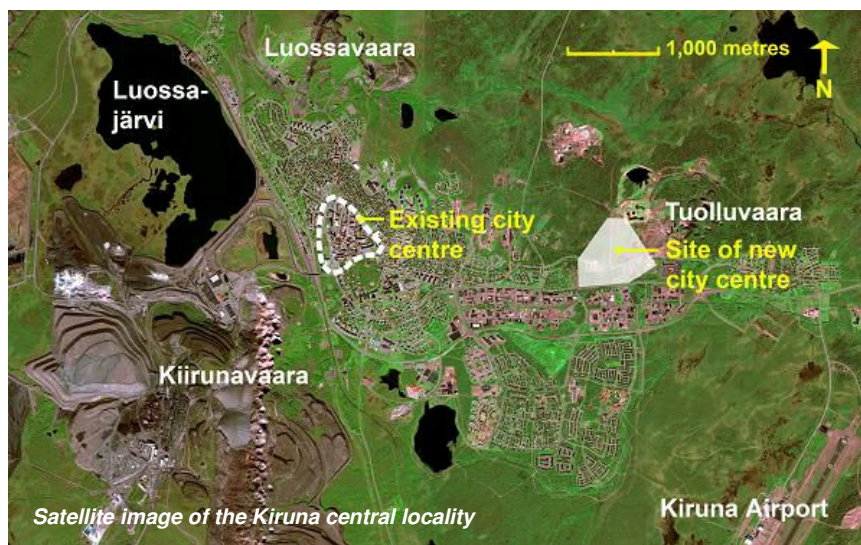 Luossavaara
1,000 metres
N
Luossa-
järvi
Existing city
centre
Tuolluvaara
Site of new
city centre
Kiirunavaara
Kiruna Airport
Satellite image of the Kiruna central locality